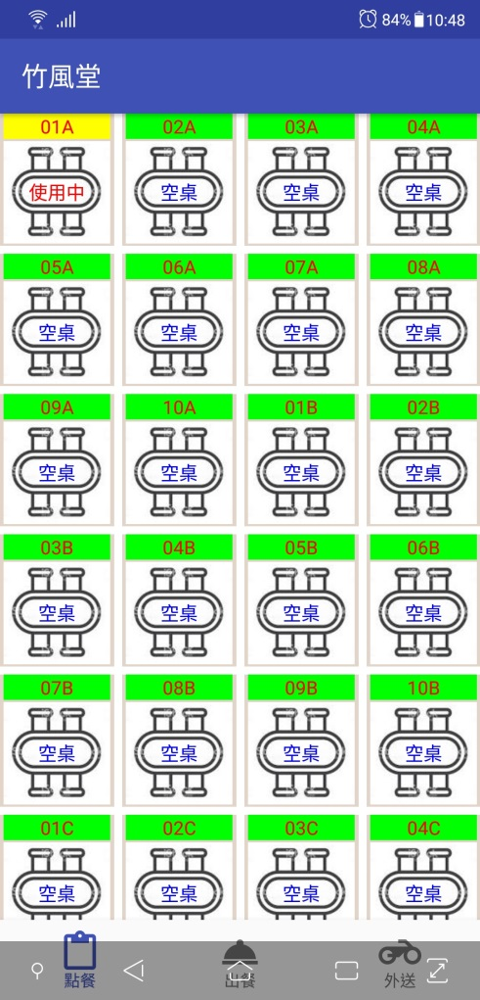 84% 10:48
竹風堂
01A 02A 03A 04A
使用中 空桌 空桌 空桌
05A 06A 07A 08A
空桌 空桌 空桌 空桌
09A 10A 01B 02B
空桌 空桌 空桌 空桌
03B 04B 05B 06B
空桌 空桌 空桌 空桌
07B 08B 09B 10B
空桌 空桌 空桌 空桌
01C 02C 03C 04C
空桌 空桌 空桌 空桌
點餐 出餐 外送